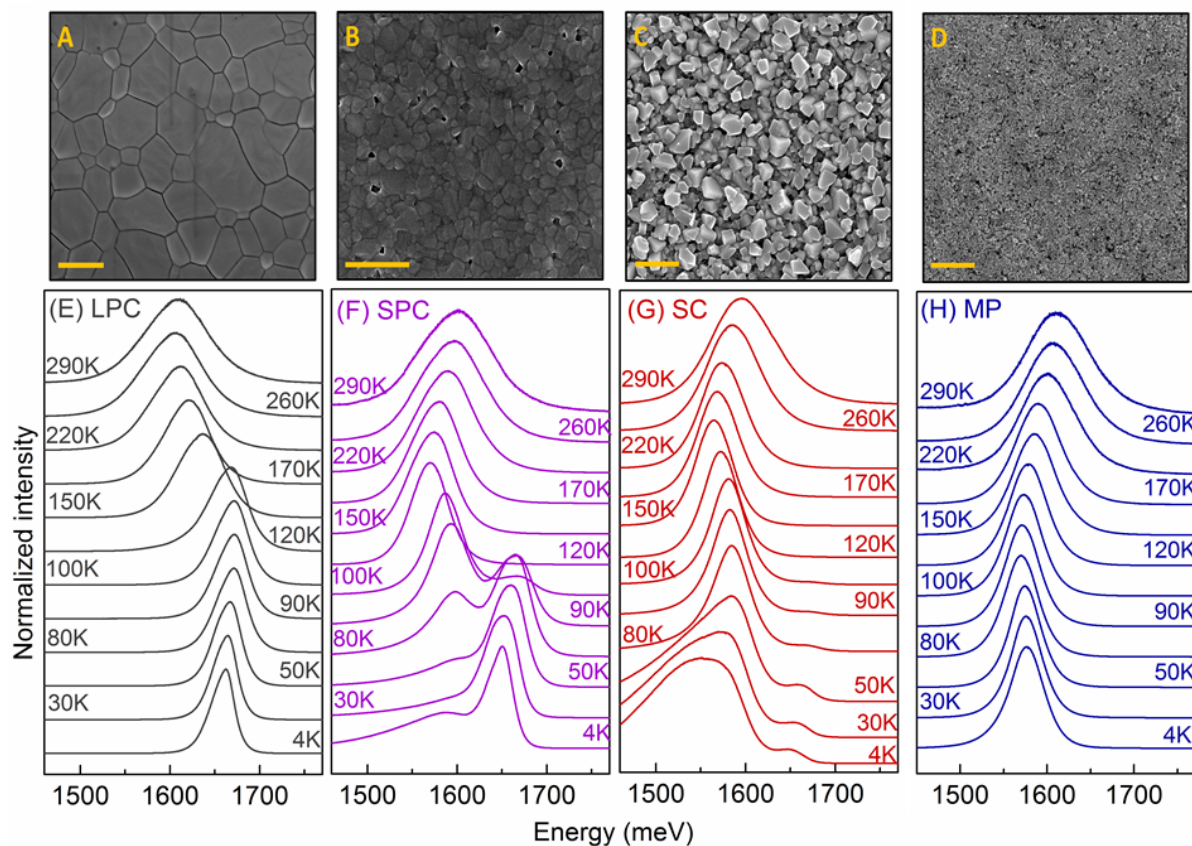 A
B
C
D
(E) LPC
290K
260K
220K
170K
150K
120K
100K
90K
80K
50K
30K
4K
(F) SPC
290K
260K
220K
170K
150K
120K
100K
90K
80K
50K
30K
4K
(G) SC
290K
260K
220K
170K
150K
120K
100K
90K
80K
50K
30K
4K
(H) MP
290K
260K
220K
170K
150K
120K
100K
90K
80K
50K
30K
4K
Normalized intensity
1500 1600 1700
1500 1600 1700
1500 1600 1700
1500 1600 1700
Energy (meV)